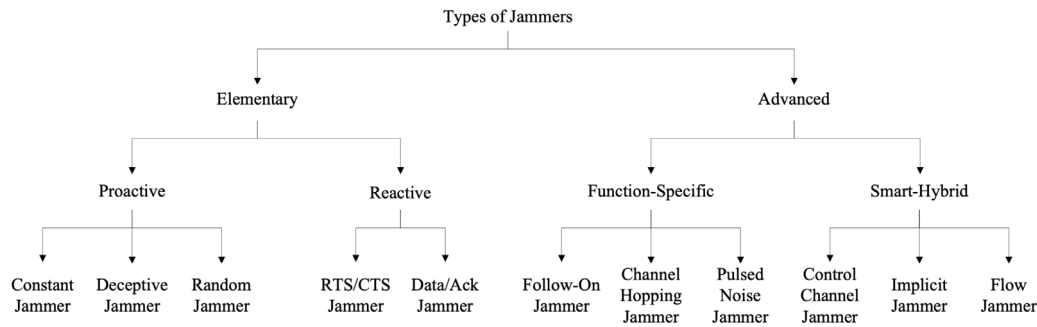 Types of Jammers
Elementary
Advanced
Proactive
Reactive
Function-Specific
Smart-Hybrid
Constant
Jammer
Deceptive
Jammer
Random
Jammer
RTS/CTS
Jammer
Data/Ack
Jammer
Follow-On
Jammer
Channel
Hopping
Jammer
Pulsed
Noise
Jammer
Control
Channel
Jammer
Implicit
Jammer
Flow
Jammer